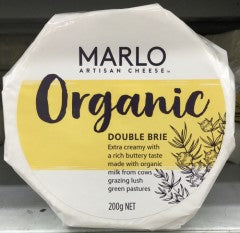 MARLO
ARTISAN CHEESE™
Organic
DOUBLE BRIE
Extra creamy with
a rich buttery taste
made with organic
milk from cows
grazing lush
green pastures
200g NET